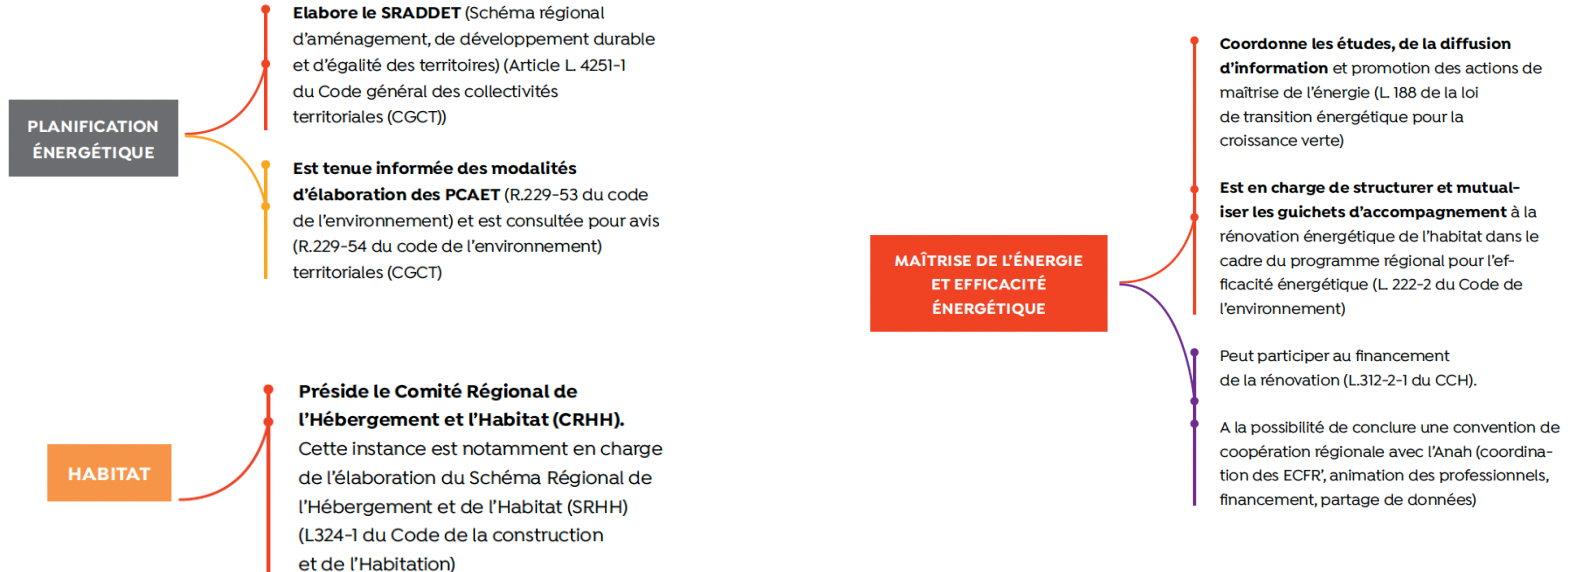 PLANIFICATION
ÉNERGÉTIQUE
Elabore le SRADDET (Schéma régional
d'aménagement, de développement durable
et d'égalité des territoires) (Article L. 4251-1
du Code général des collectivités
territoriales (CGCT))
Est tenue informée des modalités
d'élaboration des PCAET (R.229-53 du code
de l'environnement) et est consultée pour avis
(R.229-54 du code de l'environnement)
territoriales (CGCT)
HABITAT
Préside le Comité Régional de
l'Hébergement et l'Habitat (CRHH).
Cette instance est notamment en charge
de l'élaboration du Schéma Régional de
l'Hébergement et de l'Habitat (SRHH)
(L324-1 du Code de la construction
et de l'Habitation)
MAÎTRISE DE L'ÉNERGIE
ET EFFICACITÉ
ÉNERGÉTIQUE
Coordonne les études, de la diffusion
d'information et promotion des actions de
maîtrise de l'énergie (L. 188 de la loi
de transition énergétique pour la
croissance verte)
Est en charge de structurer et mutual-
iser les guichets d'accompagnement à la
rénovation énergétique de l'habitat dans le
cadre du programme régional pour l'ef-
ficacité énergétique (L. 222-2 du Code de
l'environnement)
Peut participer au financement
de la rénovation (L.312-2-1 du CCH).
A la possibilité de conclure une convention de
coopération régionale avec l'Anah (coordina-
tion des ECFR', animation des professionnels,
financement, partage de données)